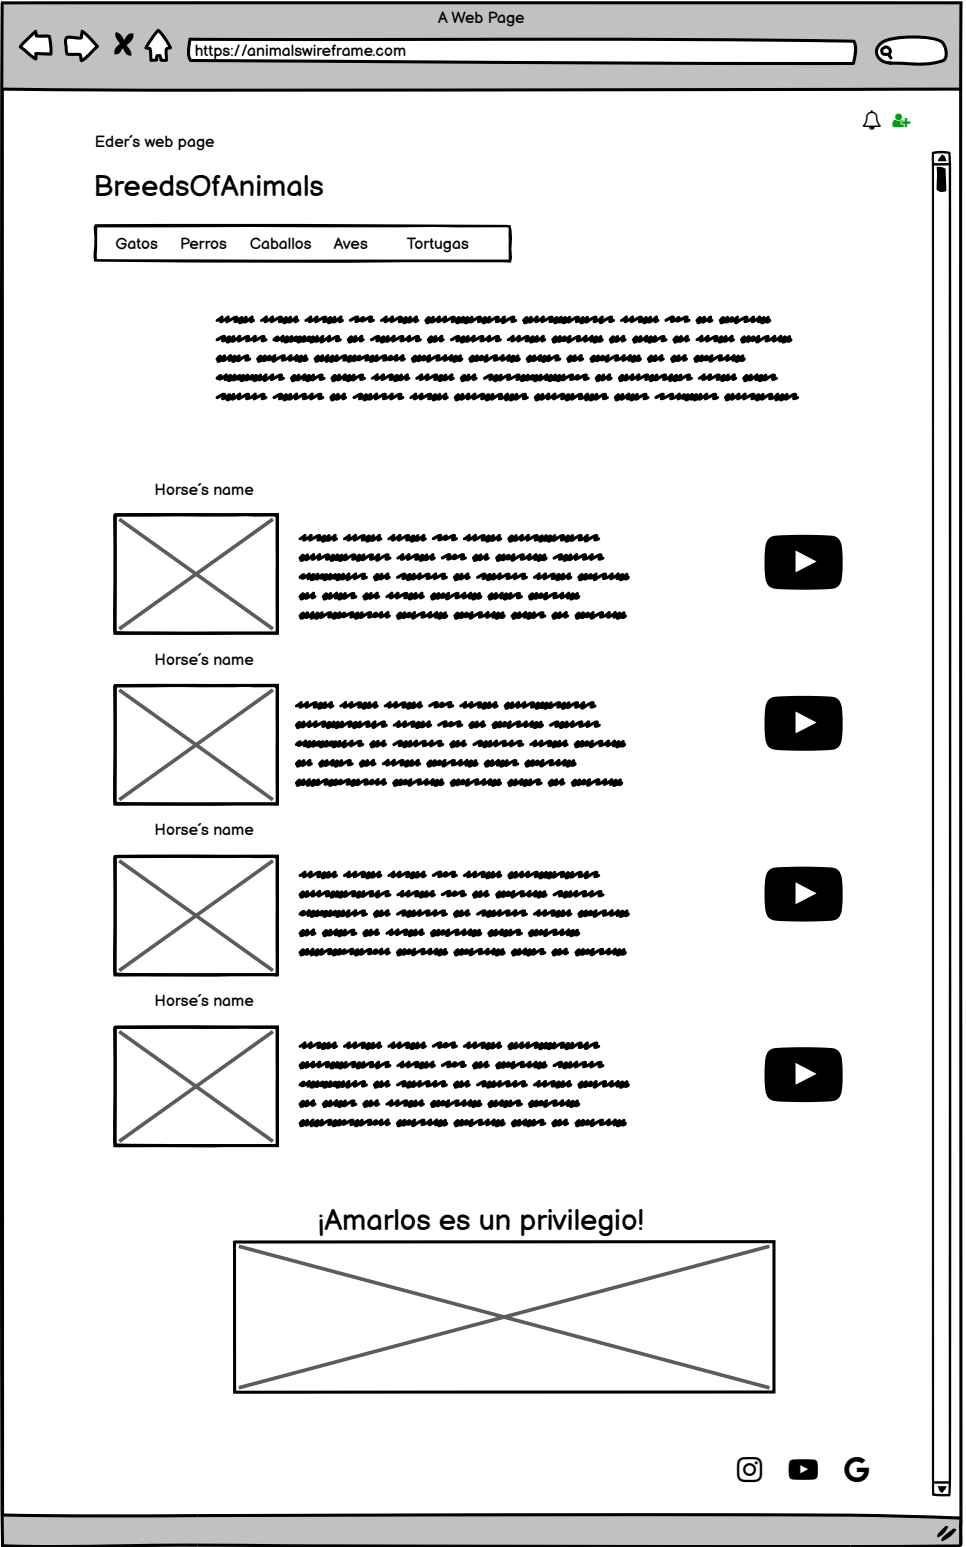 A Web Page
https://animalswireframe.com
Eder´s web page
BreedsOfAnimals
Gatos Perros Caballos Aves Tortugas
Horse´s name
Horse´s name
Horse´s name
Horse´s name
¡Amarlos es un privilegio!